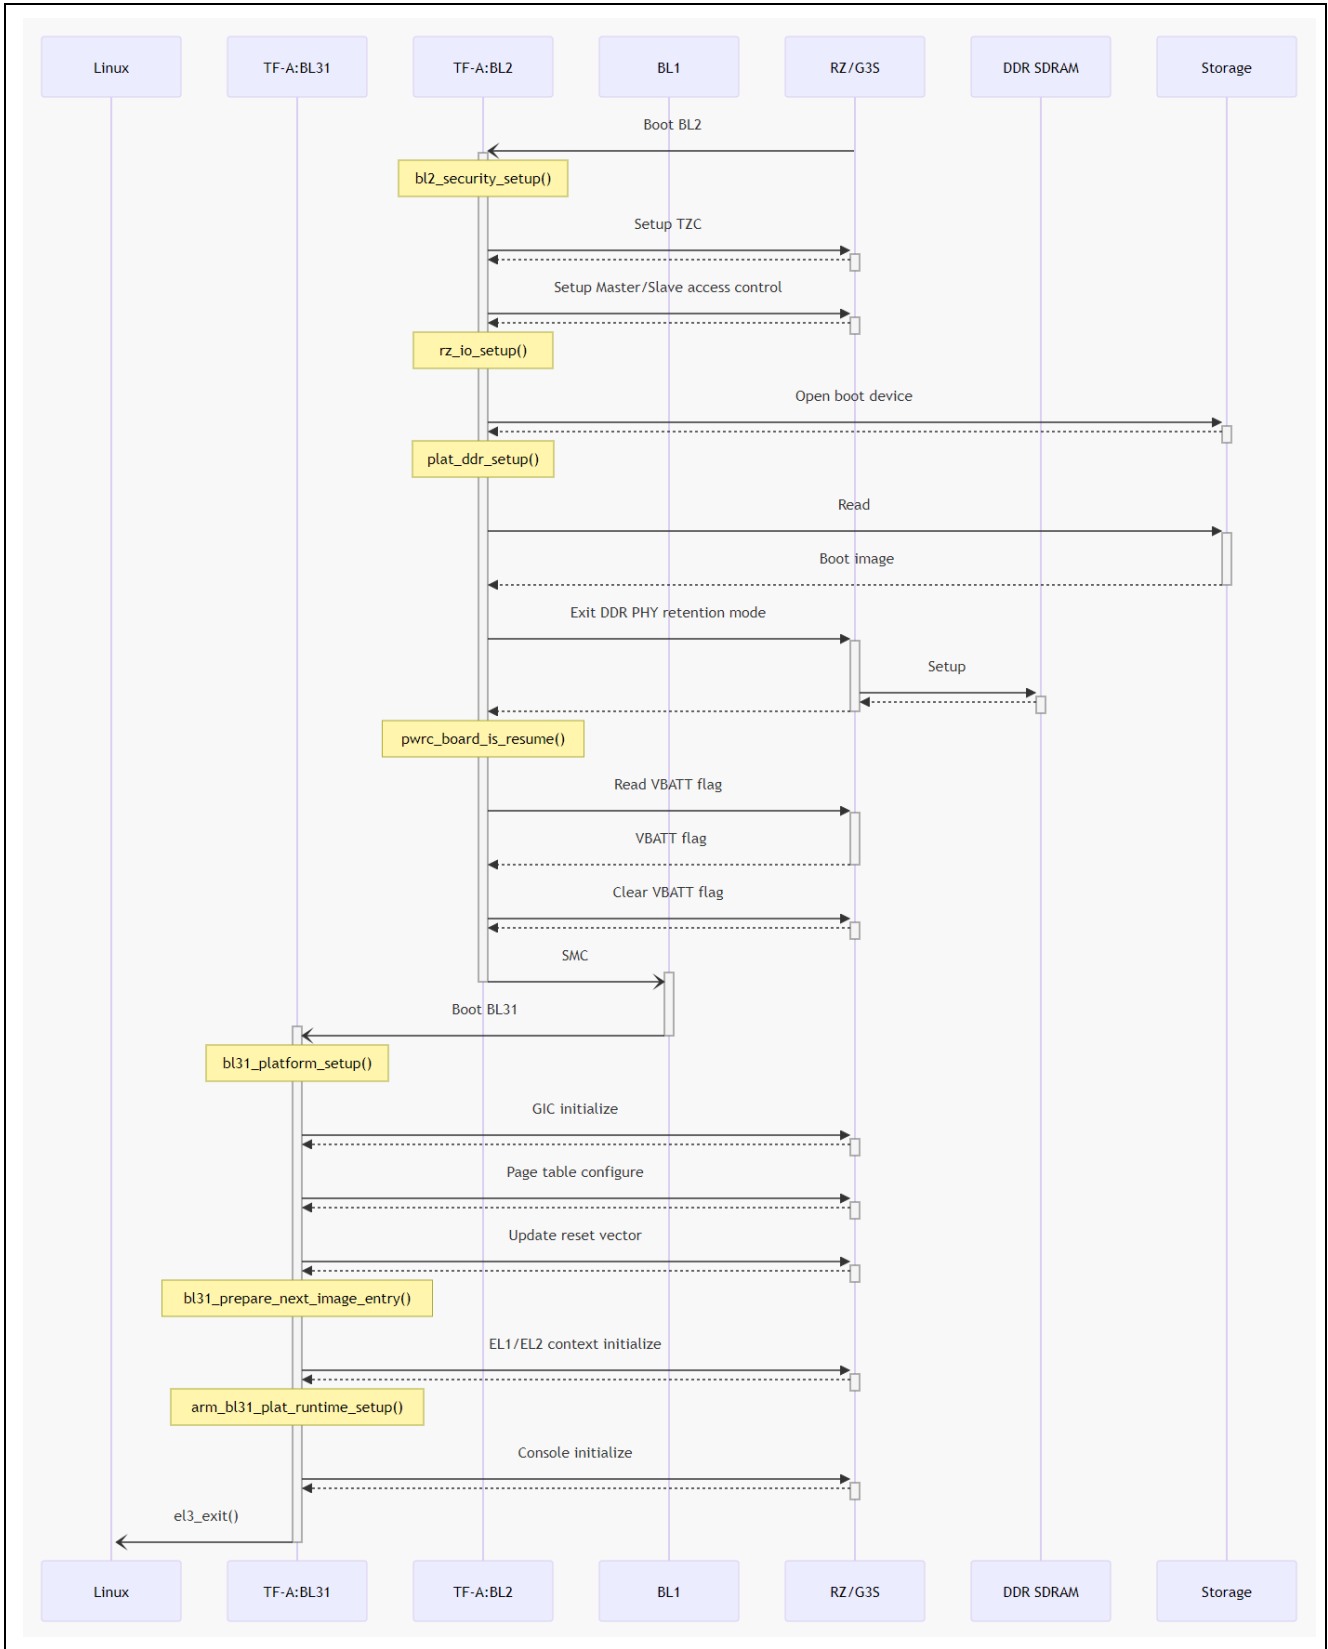 Linux
TF-A:BL31
TF-A:BL2
BL1
RZ/G3S
DDR SDRAM
Storage
Boot BL2
bl2_security_setup()
Setup TZC
Setup Master/Slave access control
rz_io_setup()
Open boot device
plat_ddr_setup()
Read
Boot image
Exit DDR PHY retention mode
Setup
pwrc_board_is_resume()
Read VBATT flag
VBATT flag
Clear VBATT flag
SMC
Boot BL31
bl31_platform_setup()
GIC initialize
Page table configure
Update reset vector
bl31_prepare_next_image_entry()
EL1/EL2 context initialize
arm_bl31_plat_runtime_setup()
Console initialize
el3_exit()
Linux
TF-A:BL31
TF-A:BL2
BL1
RZ/G3S
DDR SDRAM
Storage